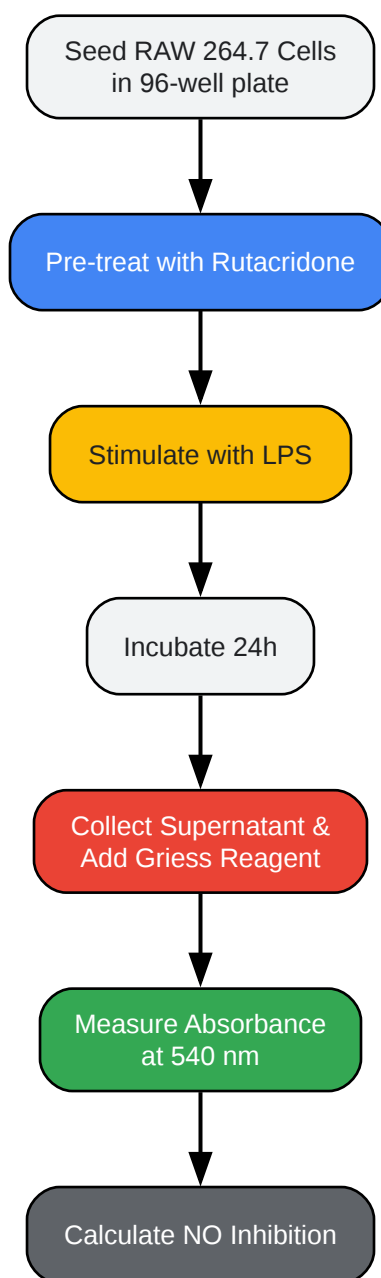 Seed RAW 264.7 Cells
in 96-well plate
Pre-treat with Rutacridone
Stimulate with LPS
Incubate 24h
Collect Supernatant &
Add Griess Reagent
Measure Absorbance
at 540 nm
Calculate NO Inhibition